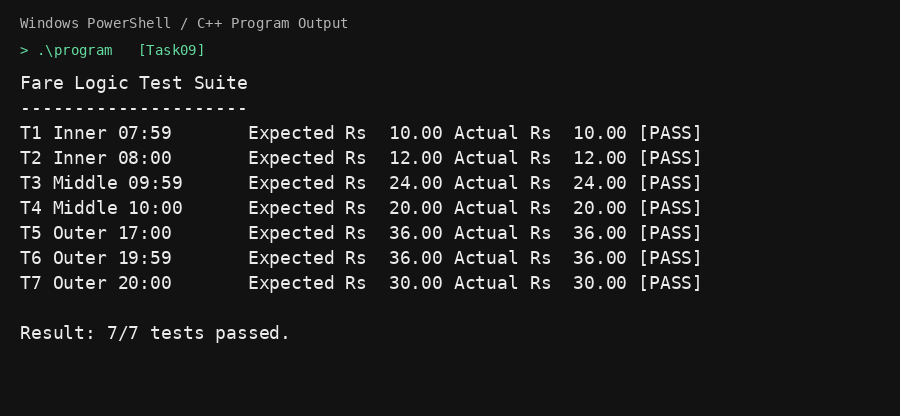 Windows PowerShell / C++ Program Output
> .\program   [Task09]
Fare Logic Test Suite
---------------------
T1 Inner 07:59       Expected Rs  10.00 Actual Rs  10.00 [PASS]
T2 Inner 08:00       Expected Rs  12.00 Actual Rs  12.00 [PASS]
T3 Middle 09:59      Expected Rs  24.00 Actual Rs  24.00 [PASS]
T4 Middle 10:00      Expected Rs  20.00 Actual Rs  20.00 [PASS]
T5 Outer 17:00       Expected Rs  36.00 Actual Rs  36.00 [PASS]
T6 Outer 19:59       Expected Rs  36.00 Actual Rs  36.00 [PASS]
T7 Outer 20:00       Expected Rs  30.00 Actual Rs  30.00 [PASS]
Result: 7/7 tests passed.